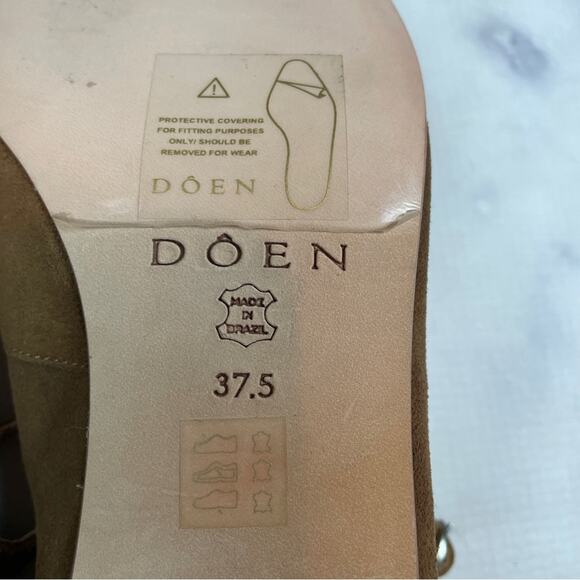 PROTECTIVE COVERING
FOR FITTING PURPOSES
ONLY/ SHOULD BE
REMOVED FOR WEAR
DÔEN
DÔEN
MADE
IN
BRAZIL
37.5